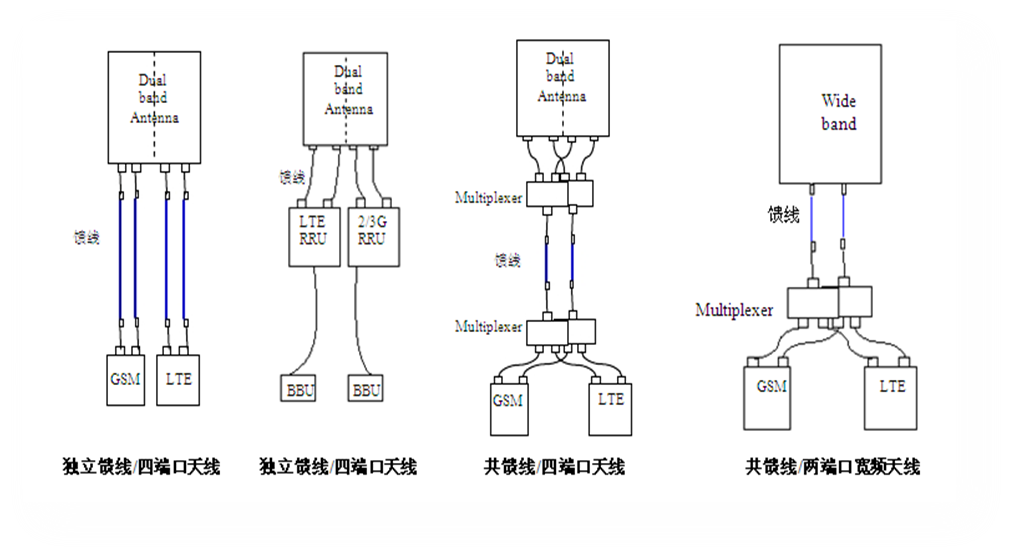 Dual
band
Antenna
馈线
GSM
LTE
独立馈线/四端口天线
Dual
band
Antenna
馈线
LTE
RRU
2/3G
RRU
BBU
BBU
独立馈线/四端口天线
Dual
band
Antenna
Multiplexer
馈线
Multiplexer
GSM
LTE
共馈线/四端口天线
Wide
band
馈线
Multiplexer
GSM
LTE
共馈线/两端口宽频天线